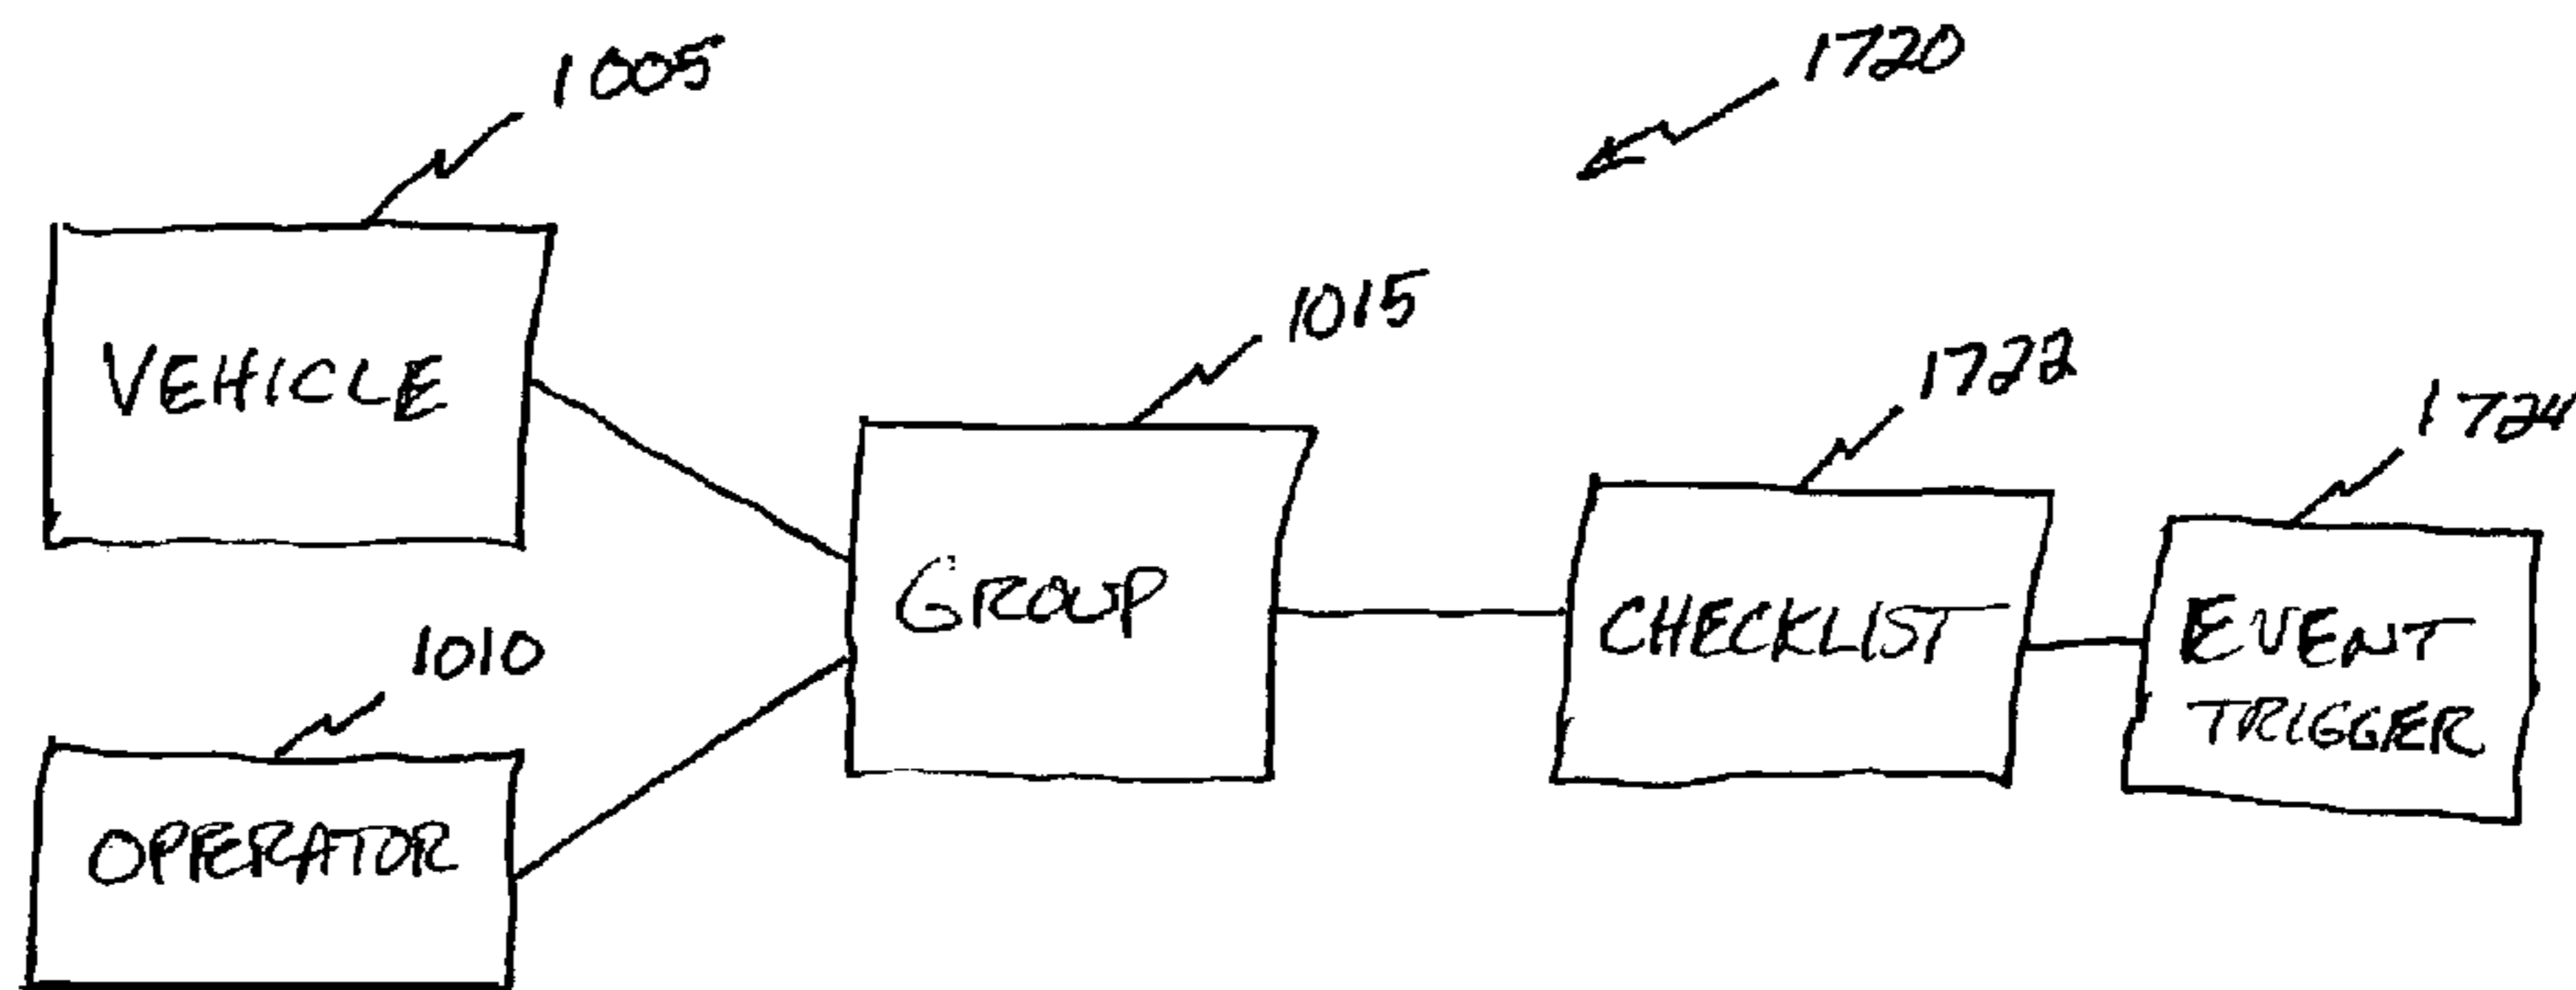 1005
1720
VEHICLE
1015
GROUP
1722
CHECKLIST
1724
EVENT
TRIGGER
1010
OPERATOR